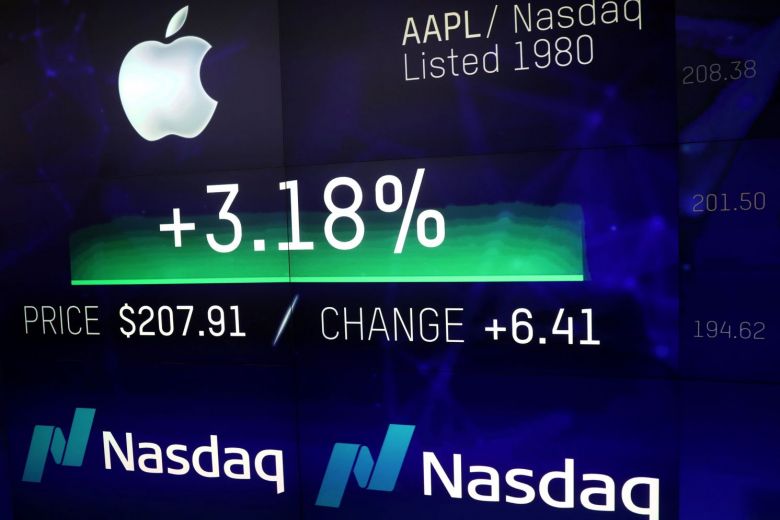 AAPL/ Nasdaq
Listed 1980
208.38
+3.18%
201.50
PRICE $207.91 / CHANGE +6.41
194.62
Nasdaq
Nasdaq